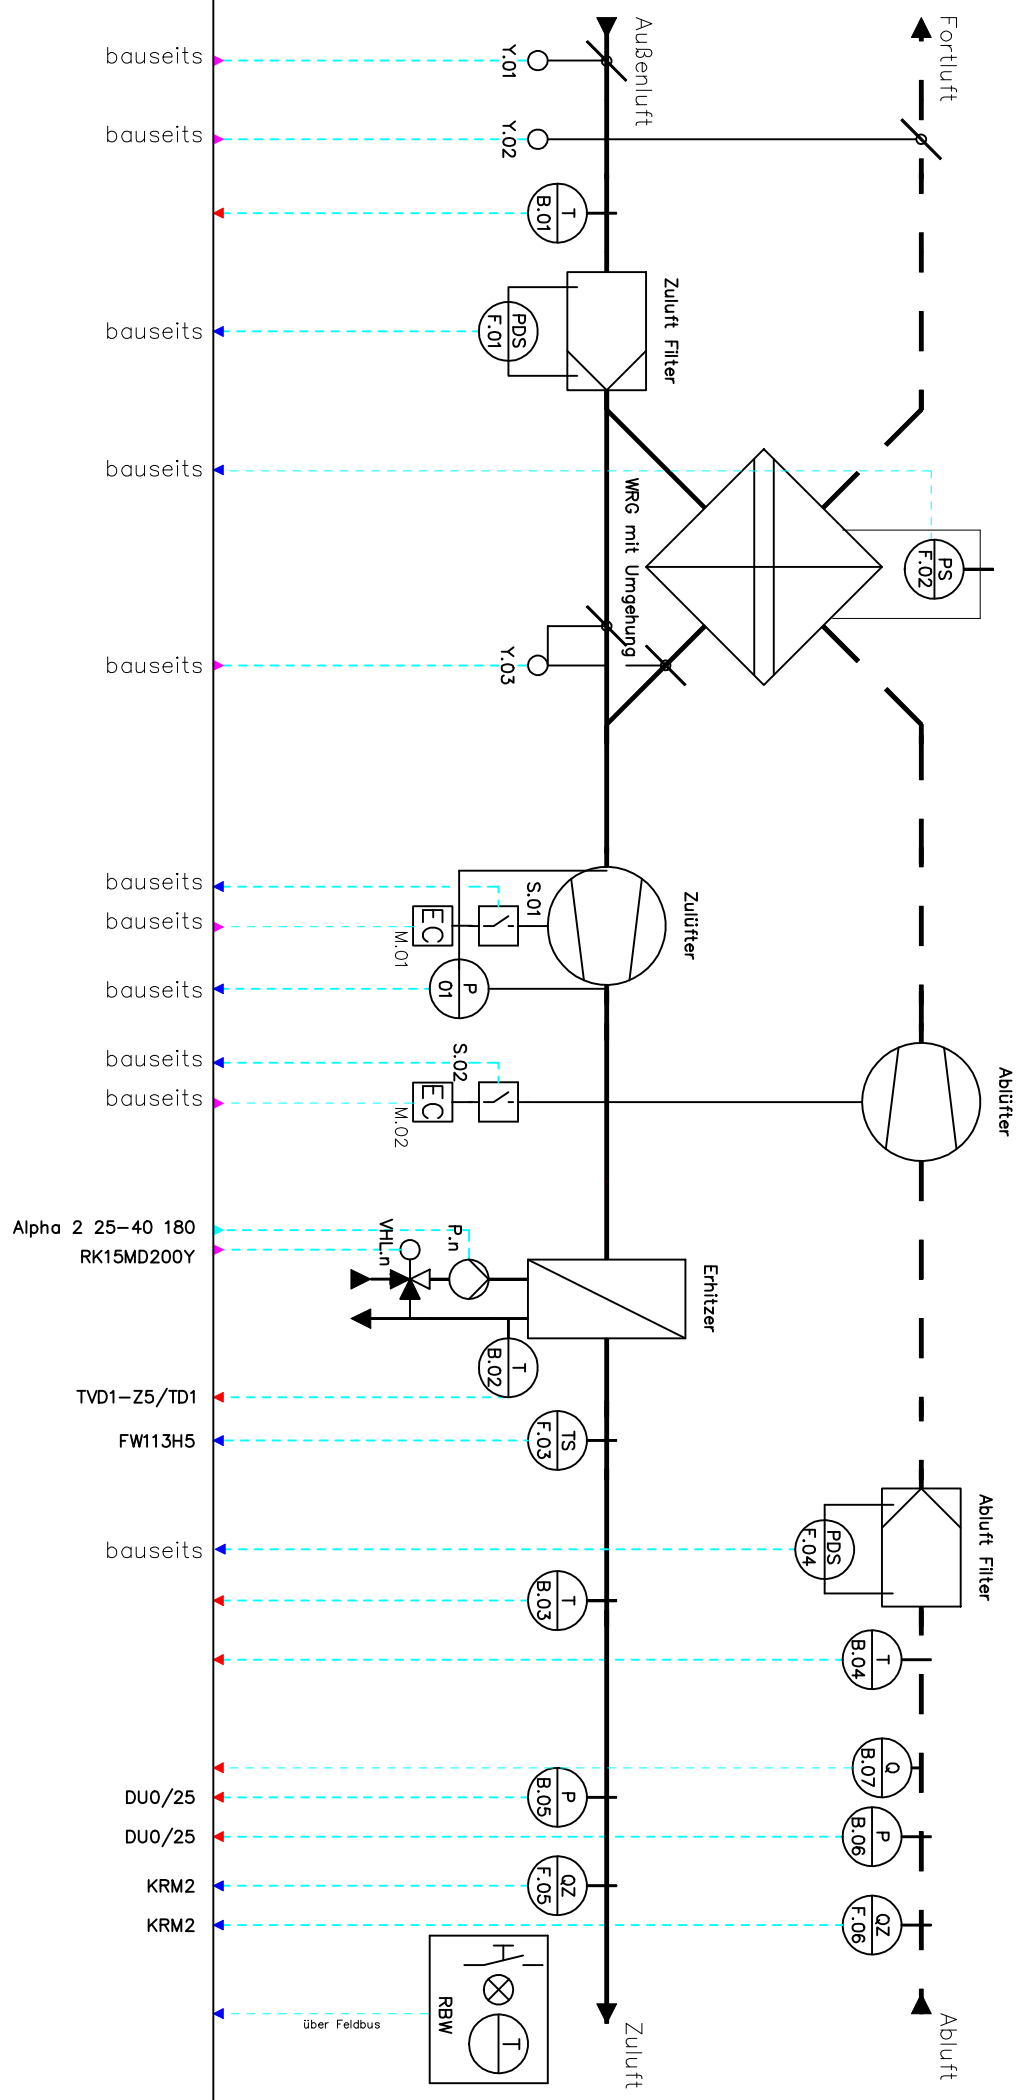 Außenluft
Fortluft
bauseits
Y.01
bauseits
Y.02
T
B.01
Zuluft Filter
bauseits
PDS
F.01
bauseits
PS
F.02
WRG mit Umgehung
bauseits
Y.03
Zulüfter
bauseits
S.01
bauseits
EC
M.01
bauseits
P
01
Ablüfter
bauseits
S.02
bauseits
EC
M.02
Alpha 2 25-40 180
P.n
RK15MD200Y
VHL.n
Erhitzer
T
B.02
TVD1-Z5/TD1
FW113H5
TS
F.03
Abluft Filter
bauseits
PDS
F.04
T
B.03
T
B.04
Q
B.07
DU0/25
P
B.05
DU0/25
P
B.06
KRM2
QZ
F.05
KRM2
QZ
F.06
RBW
T
über Feldbus
Zuluft
Abluft